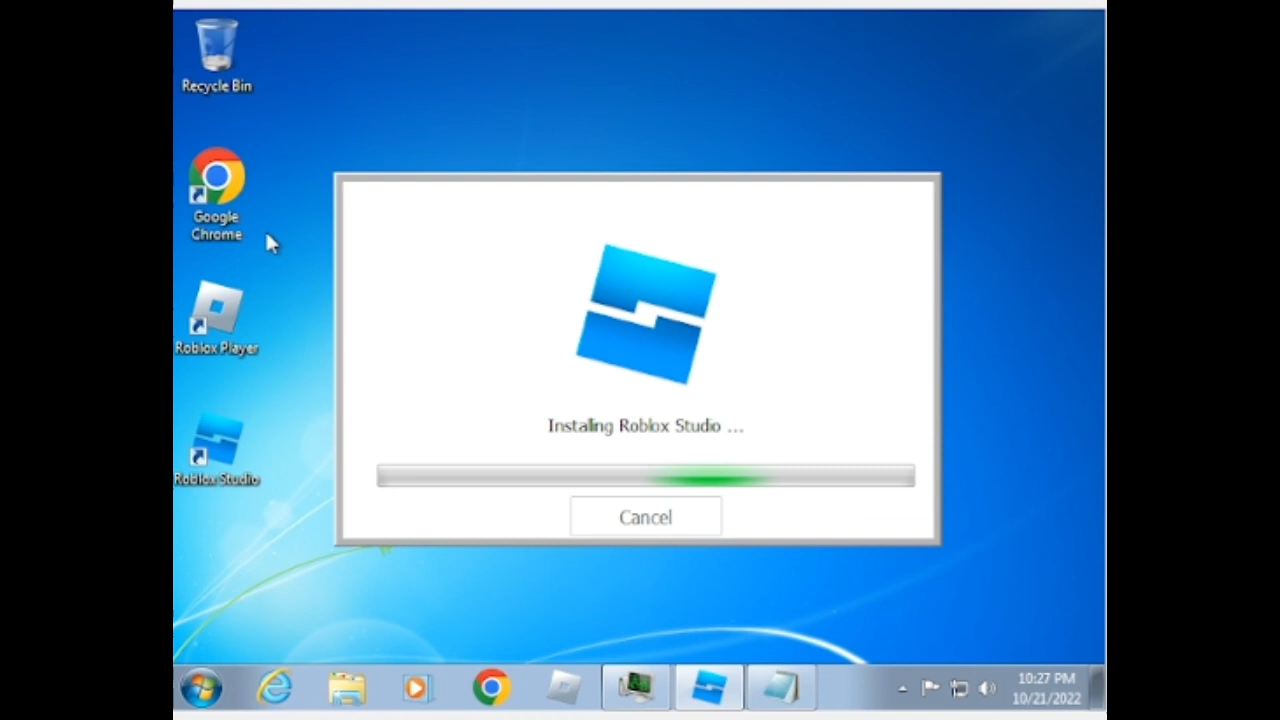 Recycle Bin
Google
Chrome
Roblox Player
Roblox Studio
Installing Roblox Studio ...
Cancel
10:27 PM
10/21/2022